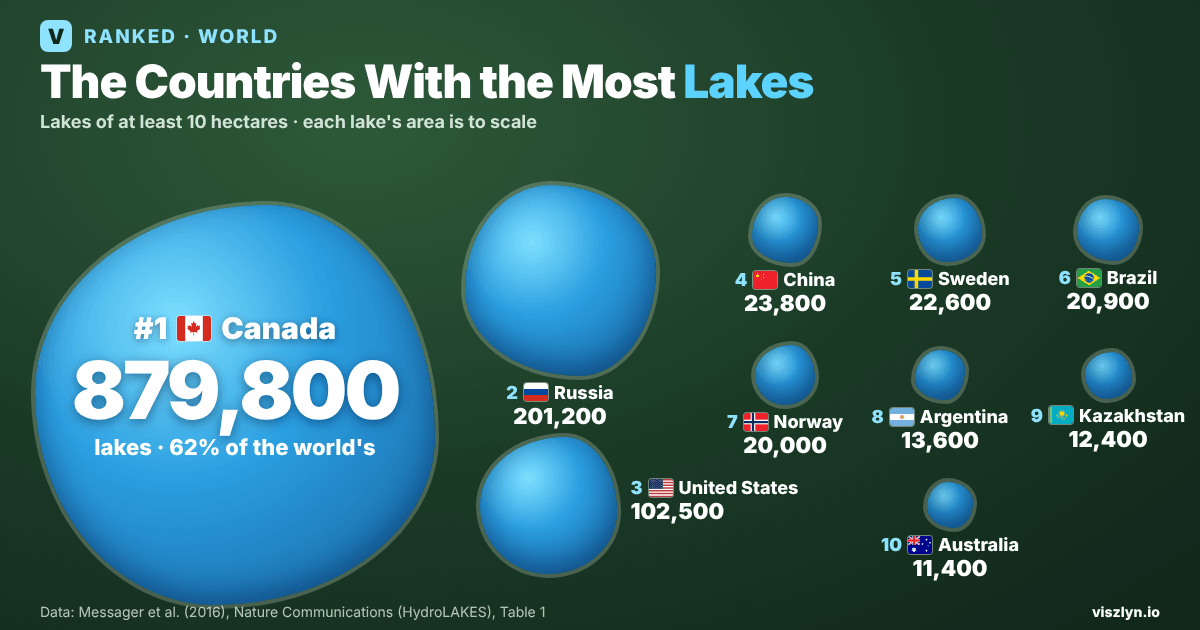 V RANKED · WORLD
The Countries With the Most Lakes
Lakes of at least 10 hectares · each lake's area is to scale
#1 Canada
879,800
lakes · 62% of the world's
2 Russia
201,200
3 United States
102,500
4 China
23,800
5 Sweden
22,600
6 Brazil
20,900
7 Norway
20,000
8 Argentina
13,600
9 Kazakhstan
12,400
10 Australia
11,400
Data: Messager et al. (2016), Nature Communications (HydroLAKES), Table 1
viszlyn.io